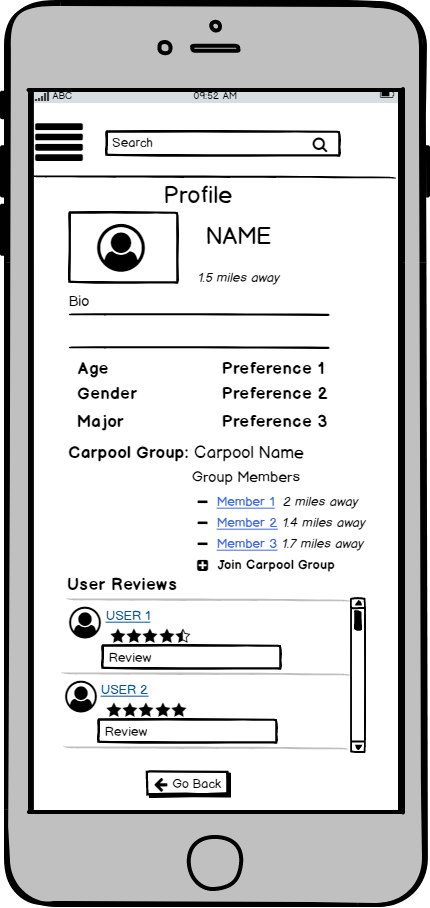 ABC 09:52 AM
Search
Profile
NAME
1.5 miles away
Bio
Age Preference 1
Gender Preference 2
Major Preference 3
Carpool Group: Carpool Name
Group Members
Member 1 2 miles away
Member 2 1.4 miles away
Member 3 1.7 miles away
Join Carpool Group
User Reviews
USER 1
Review
USER 2
Review
Go Back